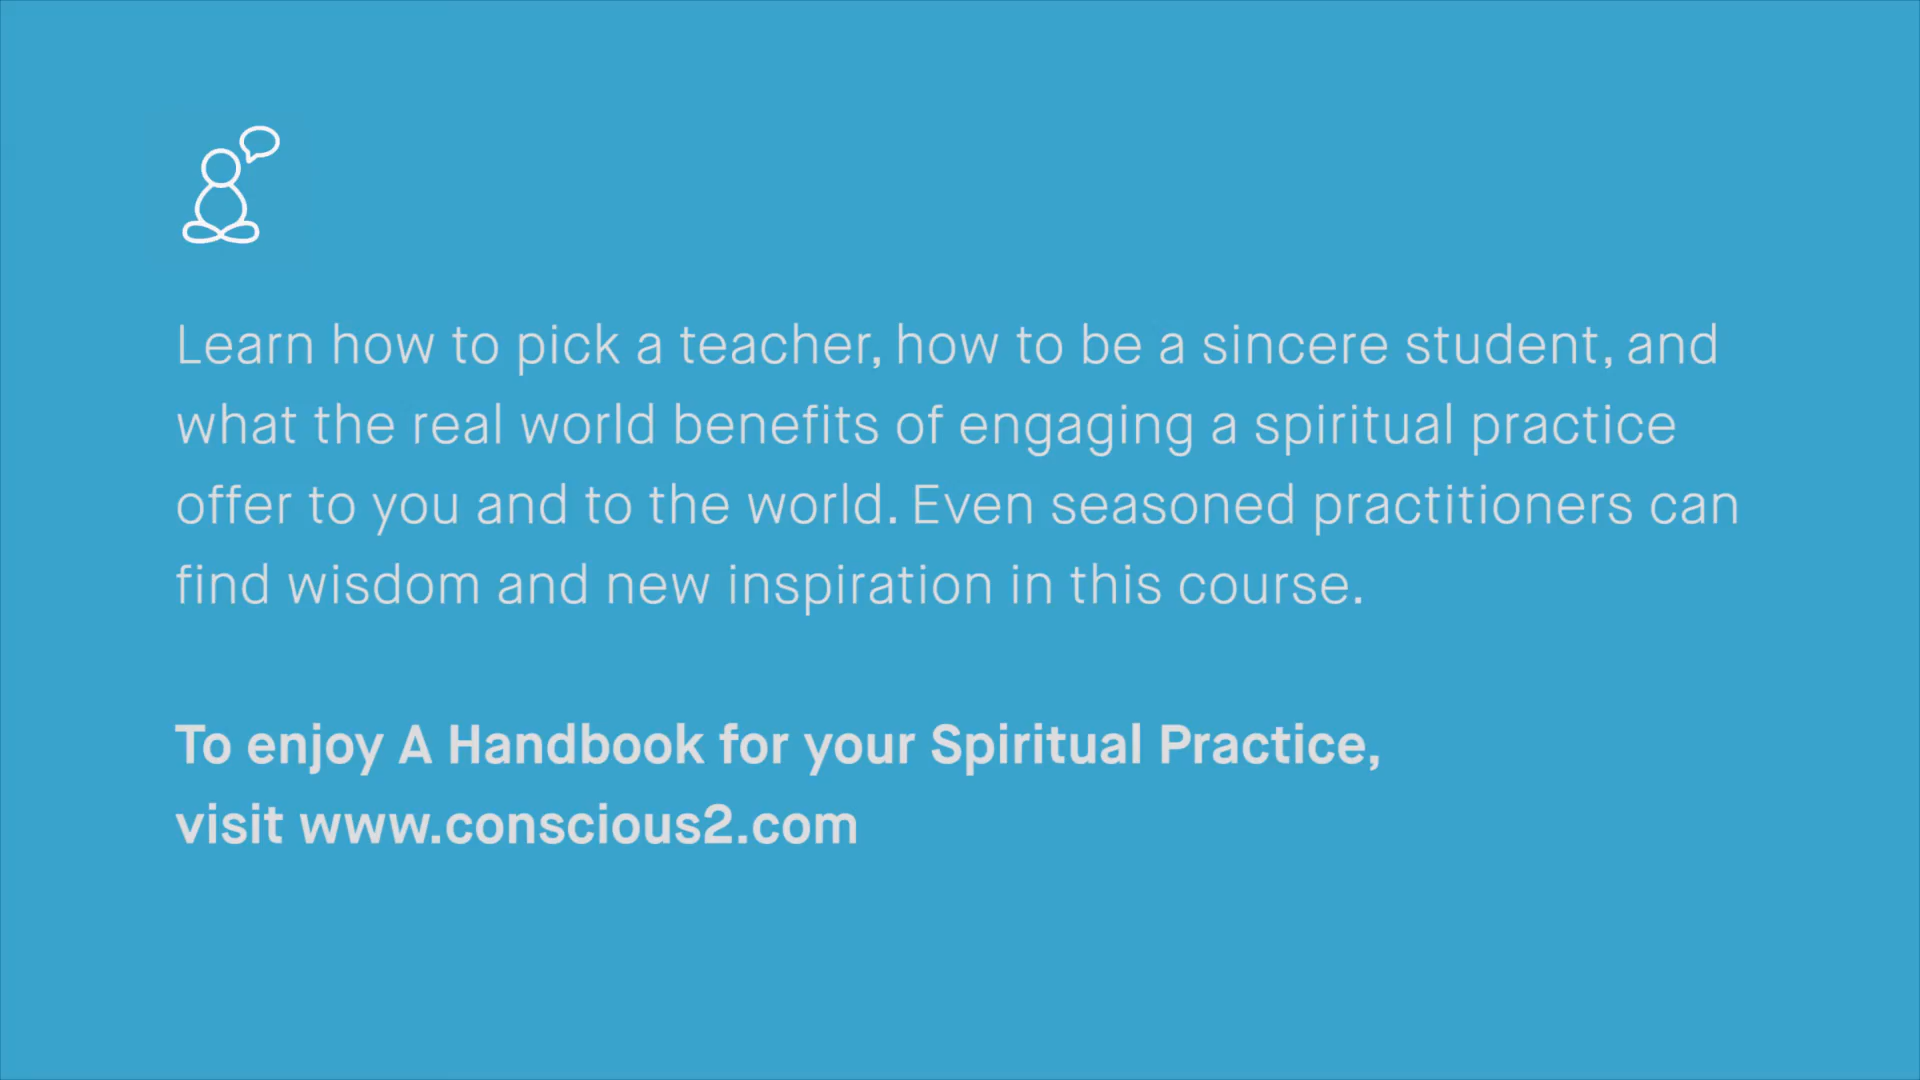 Learn how to pick a teacher, how to be a sincere student, and
what the real world benefits of engaging a spiritual practice
offer to you and to the world. Even seasoned practitioners can
find wisdom and new inspiration in this course.
To enjoy A Handbook for your Spiritual Practice,
visit www.conscious2.com